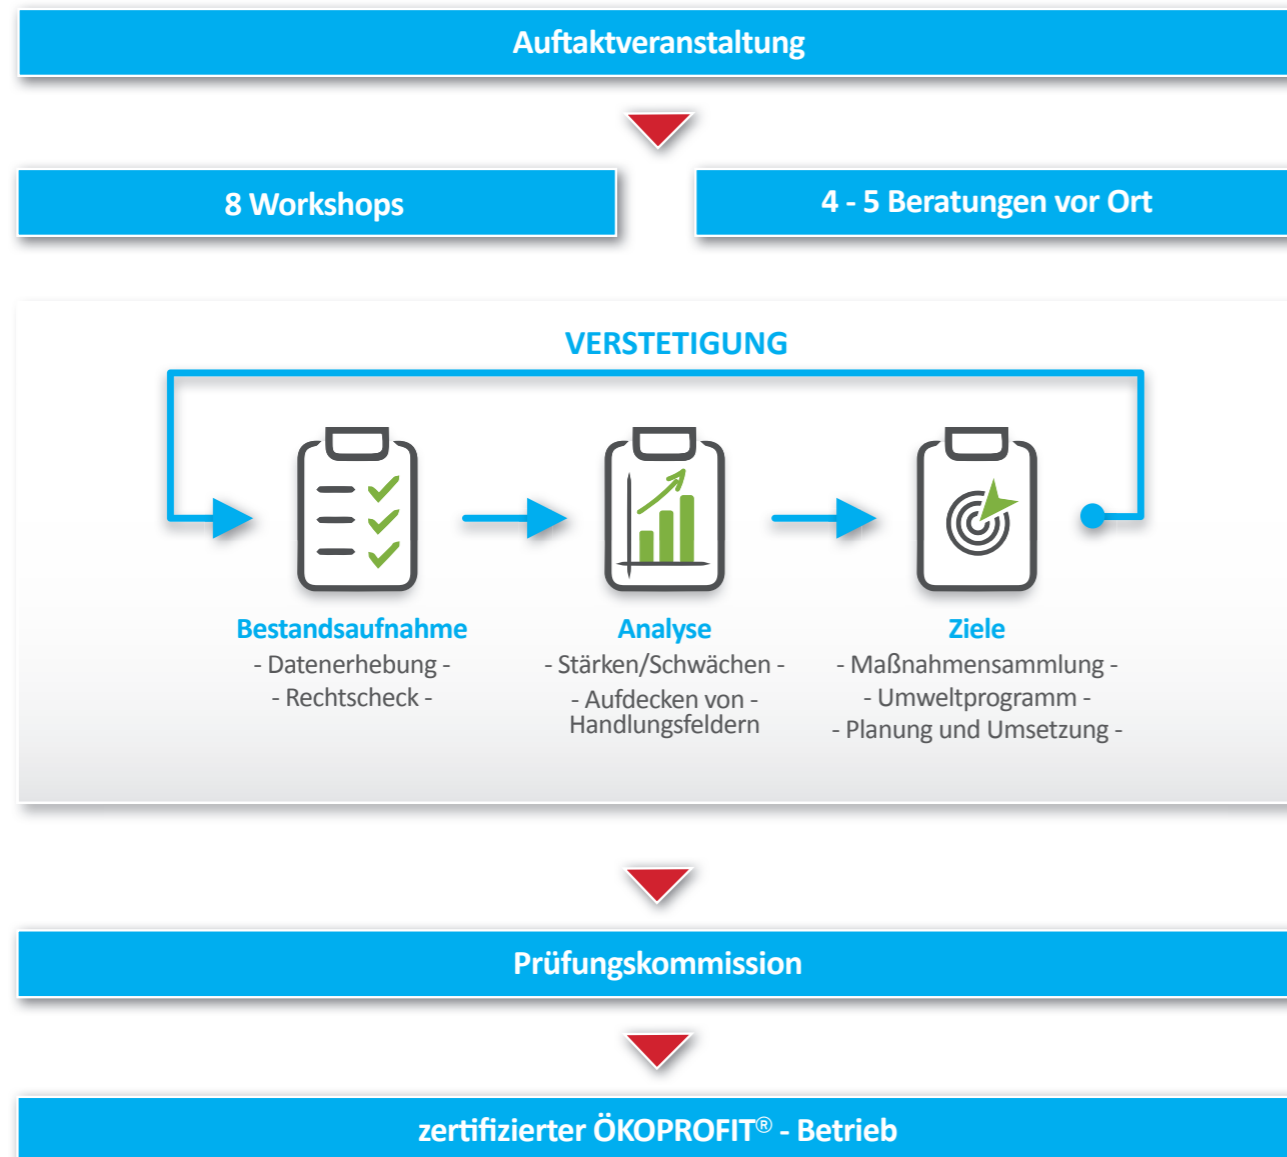 Auftaktveranstaltung
8 Workshops
4 - 5 Beratungen vor Ort
VERSTETIGUNG
Bestandsaufnahme
- Datenerhebung -
- Rechtscheck -
Analyse
- Stärken/Schwächen -
- Aufdecken von -
Handlungsfeldern
Ziele
- Maßnahmensammlung -
- Umweltprogramm -
- Planung und Umsetzung -
Prüfungskommission
zertifizierter ÖKOPROFIT® - Betrieb